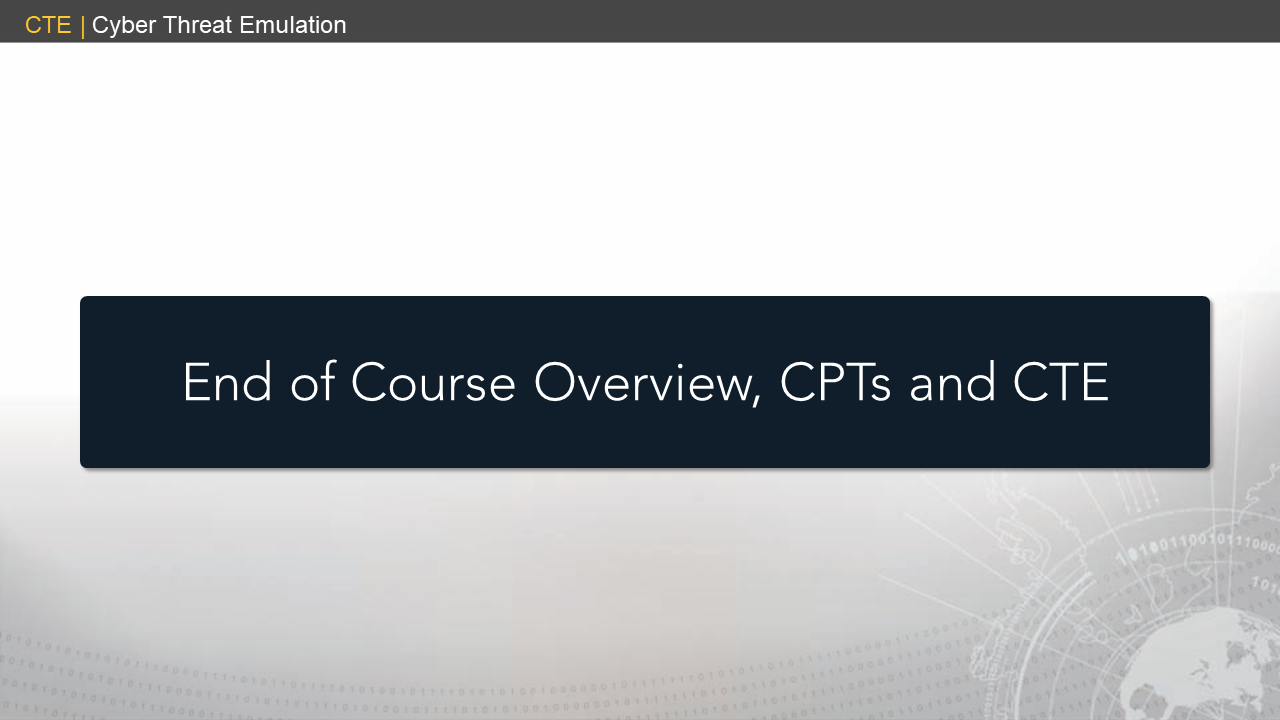 CTE | Cyber Threat Emulation
End of Course Overview, CPTs and CTE